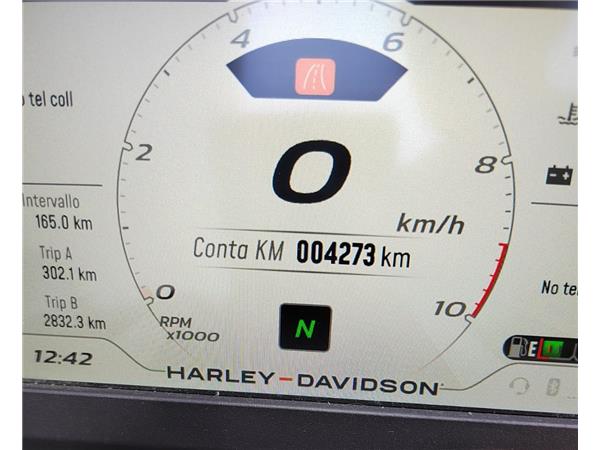 4
6
tel coll
2
0
8
km/h
Intervallo
165.0 km
Conta KM 004273 km
Trip A
302.1 km
0
10
No te
Trip B
2832.3 km
RPM
x1000
N
E
12:42
HARLEY-DAVIDSON